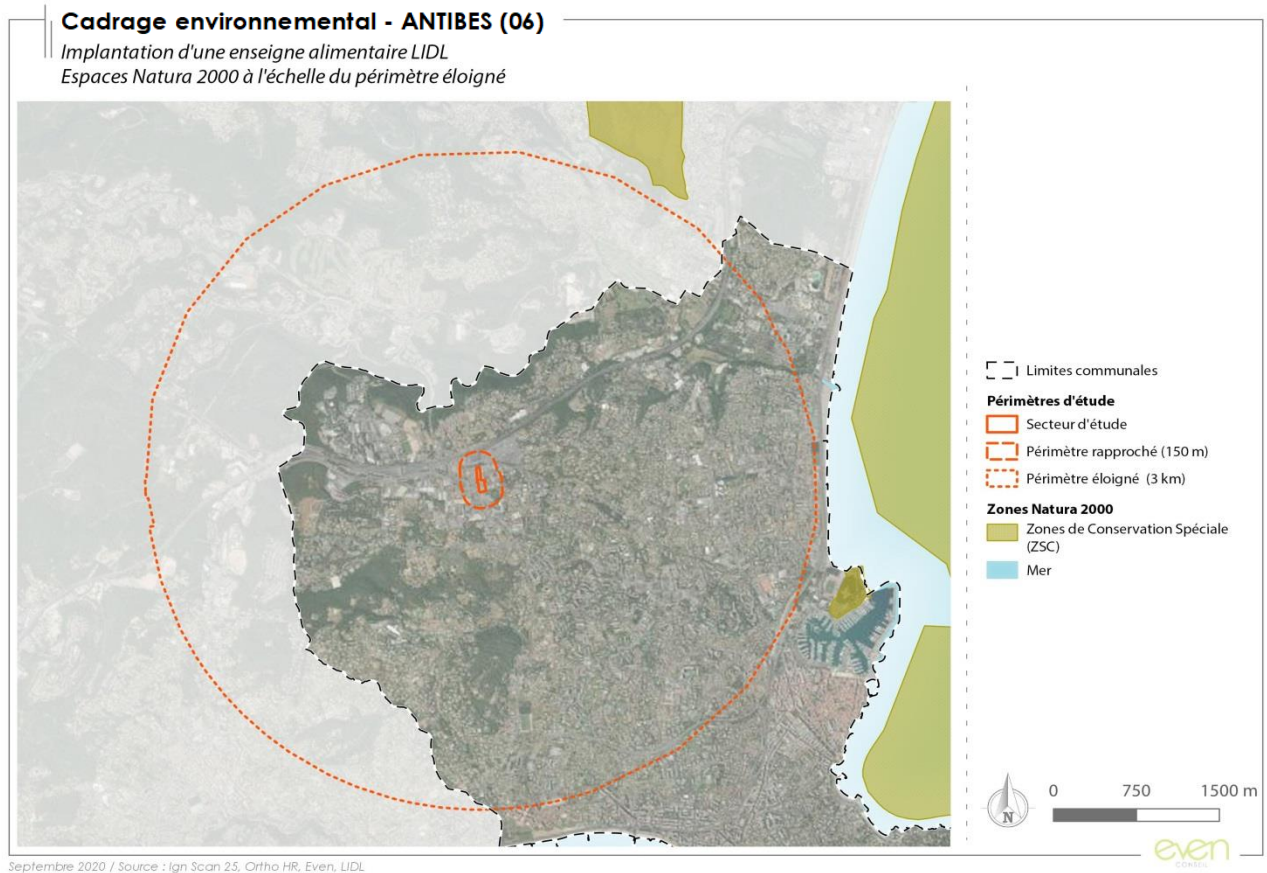 Cadrage environnemental - ANTIBES (06)
Implantation d'une enseigne alimentaire LIDL
Espaces Natura 2000 à l'échelle du périmètre éloigné
Limites communales
Périmètres d'étude
Secteur d'étude
Périmètre rapproché (150 m)
Périmètre éloigné (3 km)
Zones Natura 2000
Zones de Conservation Spéciale
(ZSC)
Mer
N
0 750 1500 m
even
CONSEIL
Septembre 2020 / Source : Ign Scan 25, Ortho HR, Even, LIDL